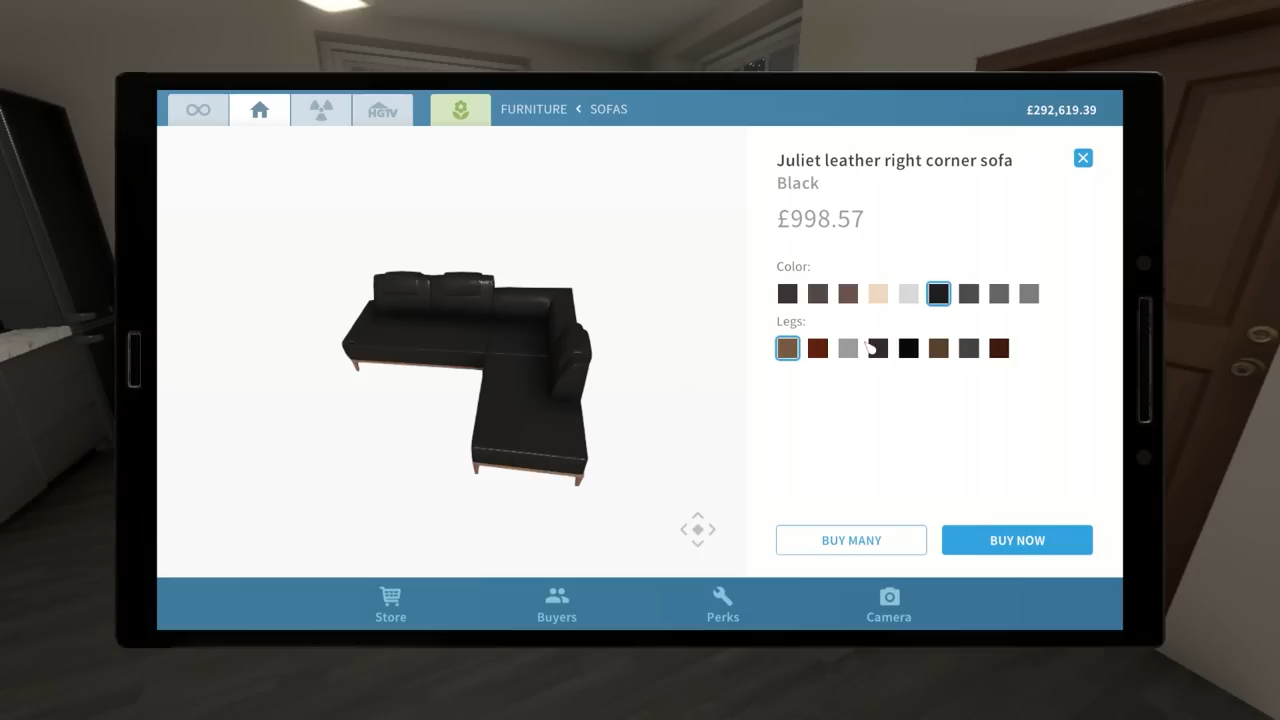 HGTV
FURNITURE < SOFAS
£292,619.39
Juliet leather right corner sofa
Black
£998.57
Color:
Legs:
BUY MANY
BUY NOW
Store
Buyers
Perks
Camera